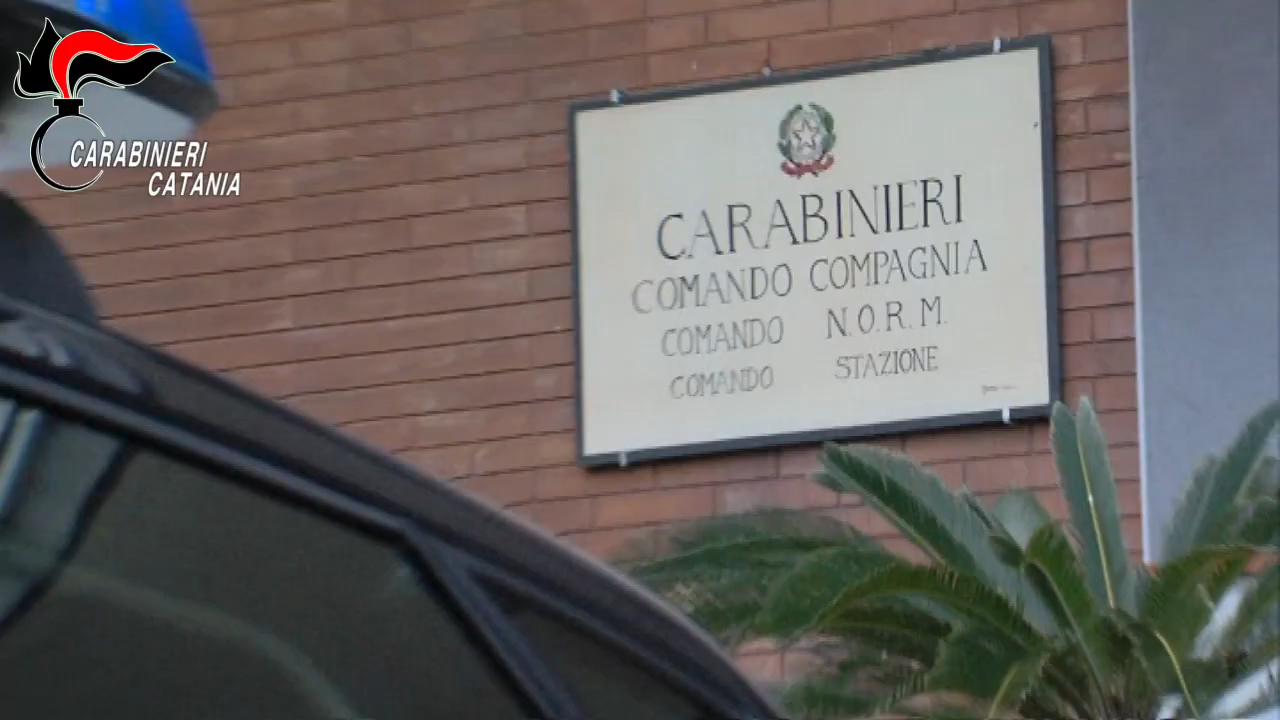 CARABINIERI
CATANIA
CARABINIERI
COMANDO COMPAGNIA
COMANDO N.O.R.M.
COMANDO STAZIONE